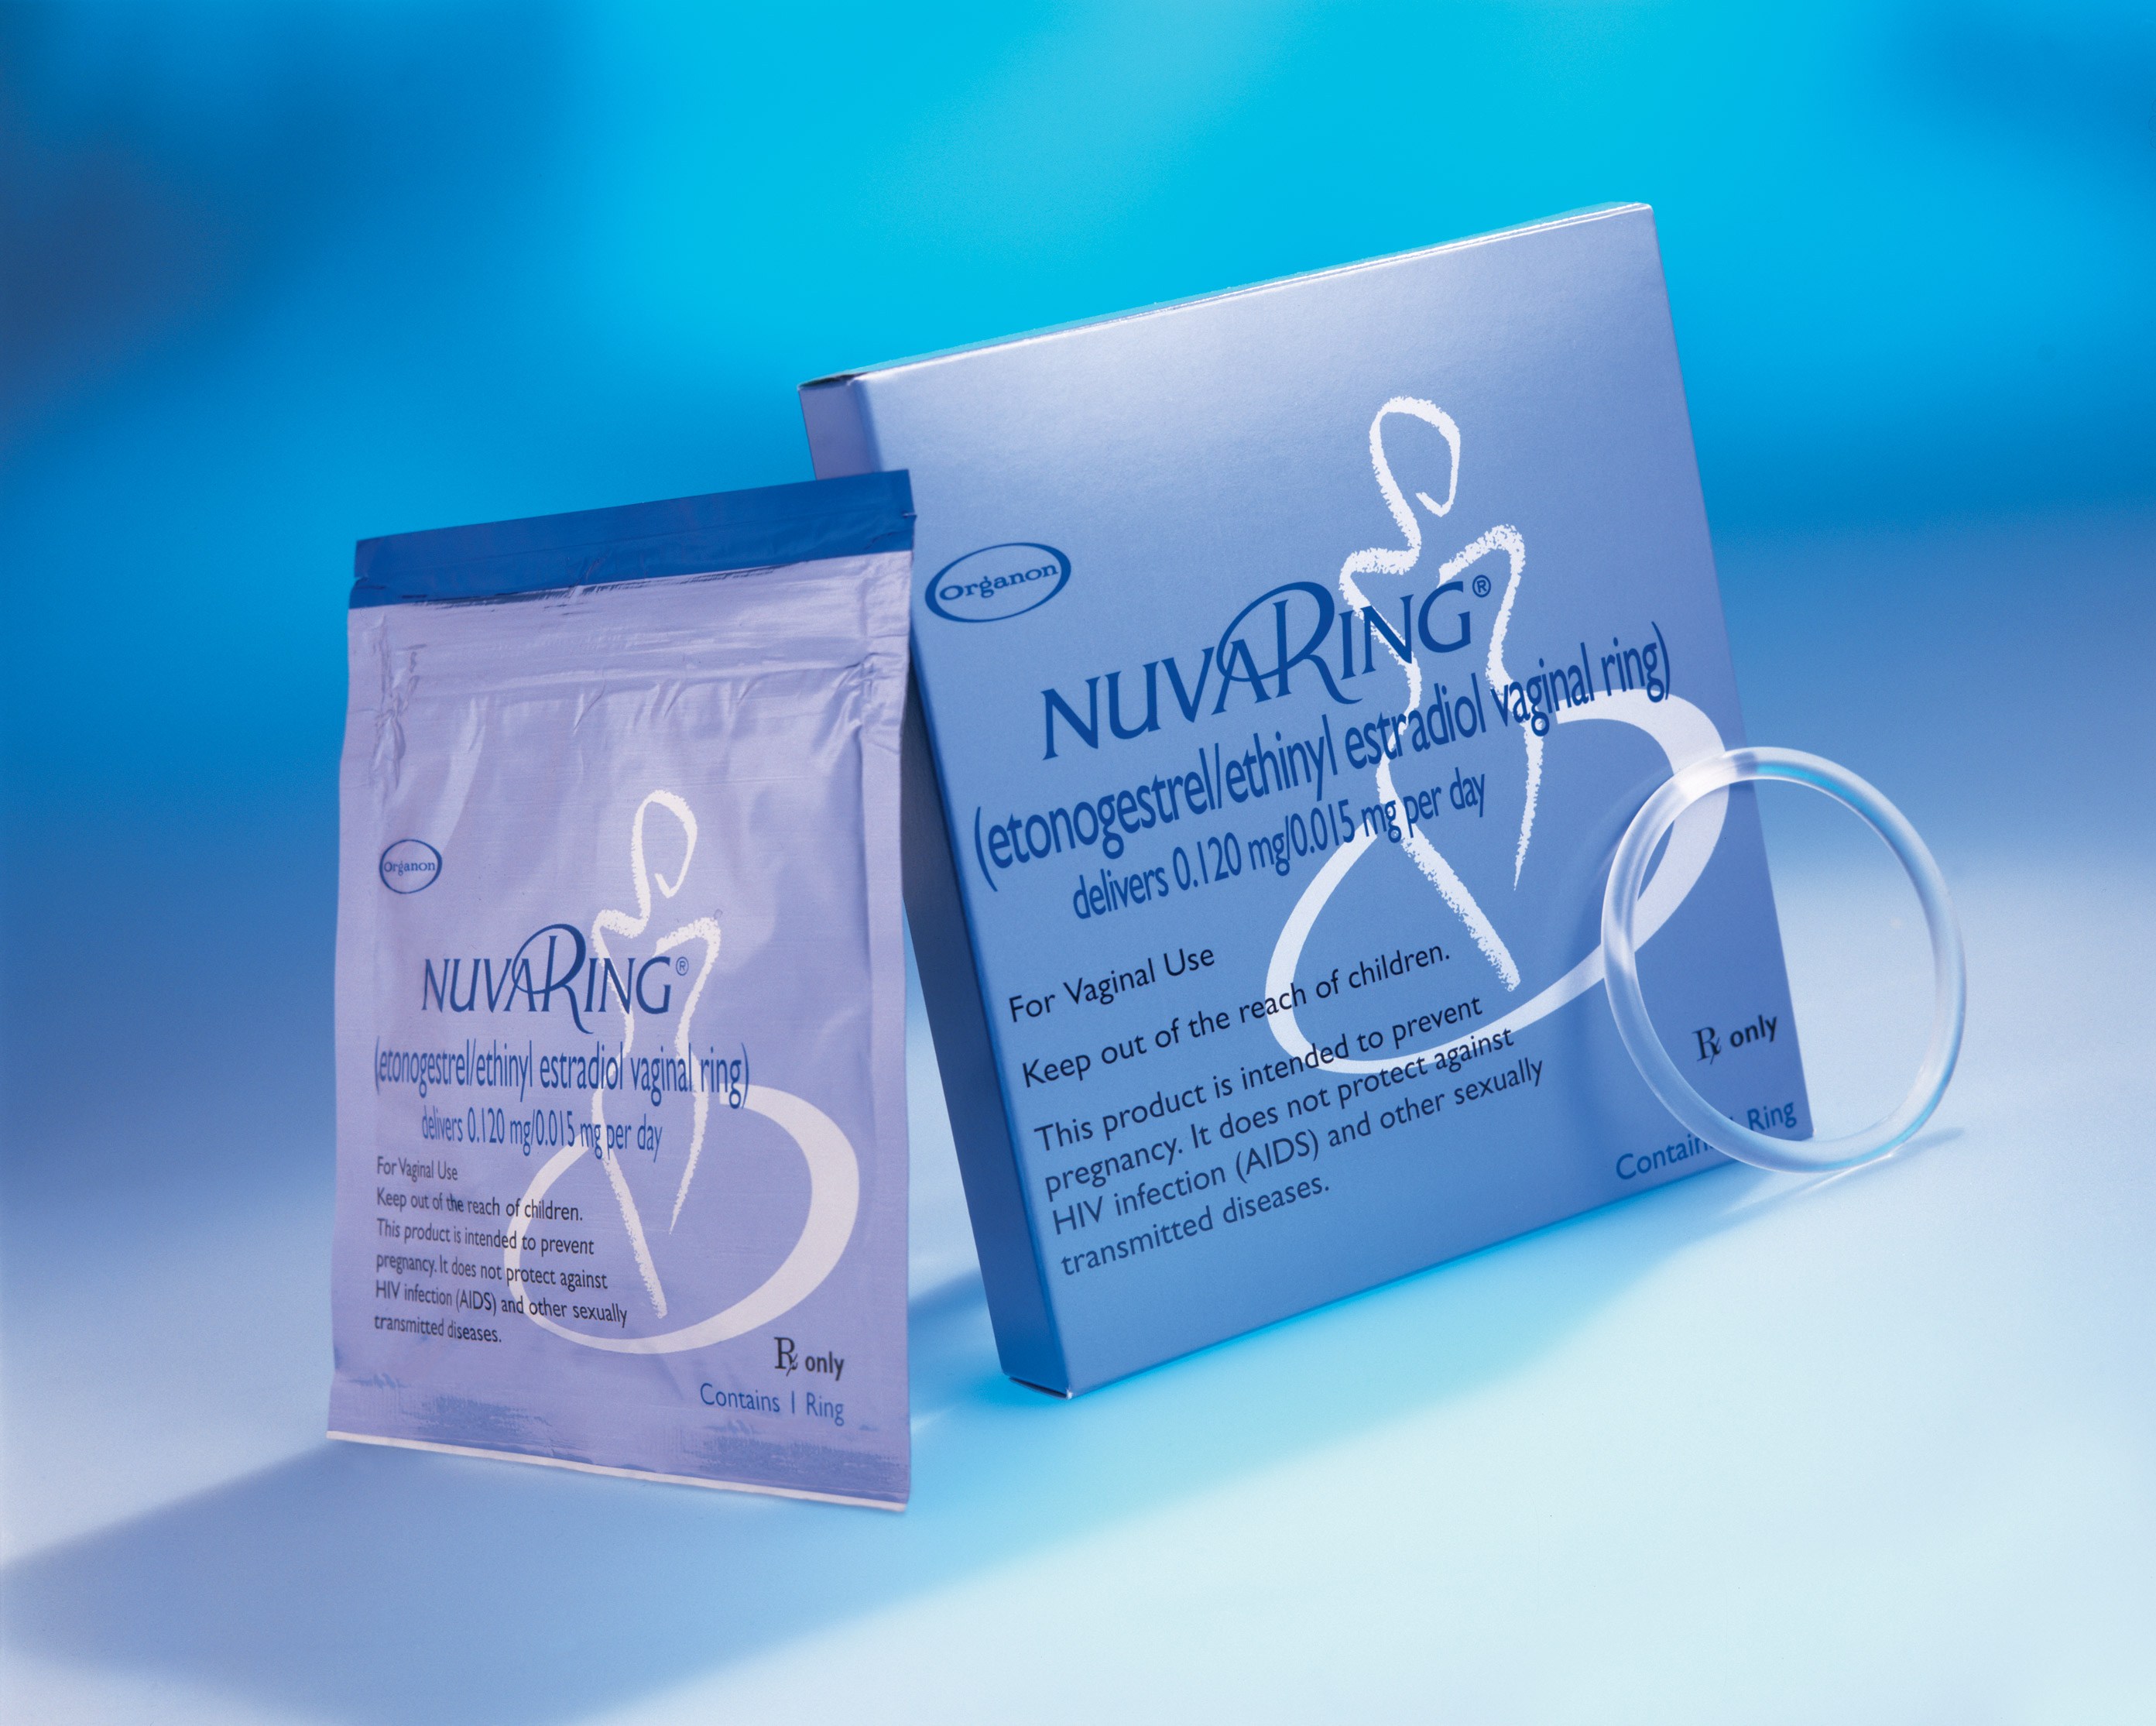 Organon
NUVARING®
(etonogestrel/ethinyl estradiol vaginal ring)
delivers 0.120 mg/0.015 mg per day
For Vaginal Use
Keep out of the reach of children.
This product is intended to prevent
pregnancy. It does not protect against
HIV infection (AIDS) and other sexually
transmitted diseases.
Rx only
Contains 1 Ring
Organon
NUVARING®
(etonogestrel/ethinyl estradiol vaginal ring)
delivers 0.120 mg/0.015 mg per day
For Vaginal Use
Keep out of the reach of children.
This product is intended to prevent
pregnancy. It does not protect against
HIV infection (AIDS) and other sexually
transmitted diseases.
Rx only
Contains 1 Ring